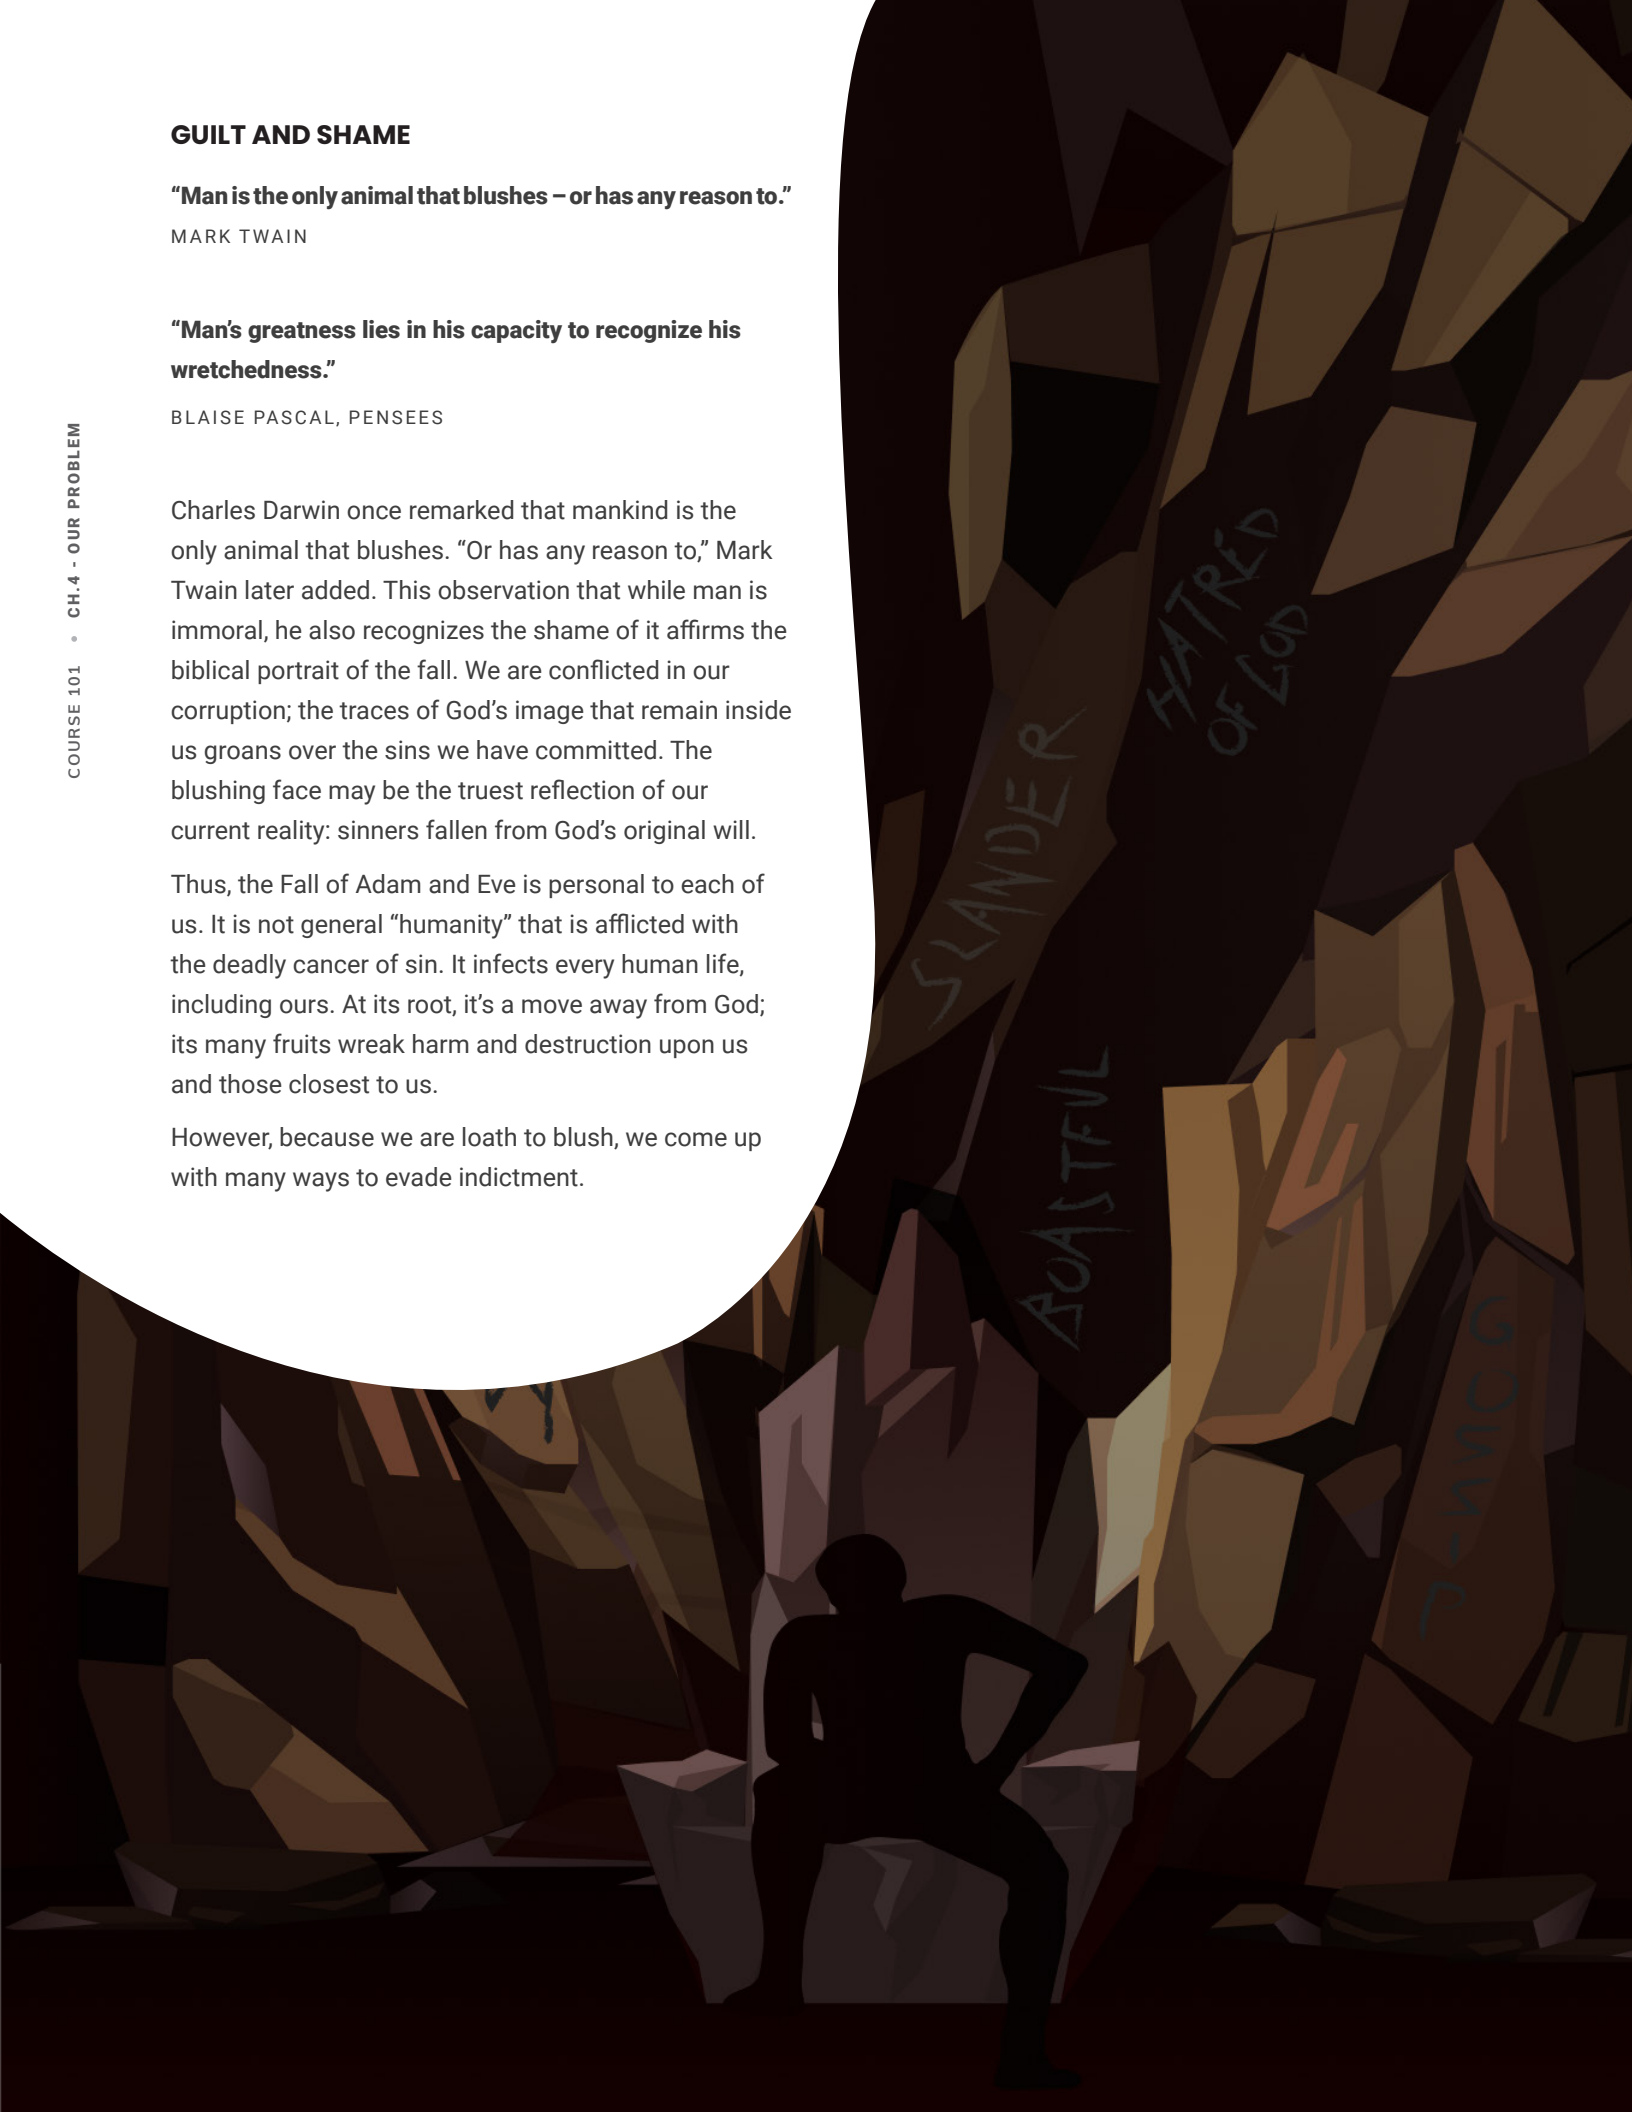 GUILT AND SHAME
“Man is the only animal that blushes – or has any reason to.”
MARK TWAIN
“Man’s greatness lies in his capacity to recognize his
wretchedness.”
BLAISE PASCAL, PENSEES
Charles Darwin once remarked that mankind is the
only animal that blushes. “Or has any reason to,” Mark
Twain later added. This observation that while man is
immoral, he also recognizes the shame of it affirms the
biblical portrait of the fall. We are conflicted in our
corruption; the traces of God’s image that remain inside
us groans over the sins we have committed. The
blushing face may be the truest reflection of our
current reality: sinners fallen from God’s original will.
Thus, the Fall of Adam and Eve is personal to each of
us. It is not general “humanity” that is afflicted with
the deadly cancer of sin. It infects every human life,
including ours. At its root, it’s a move away from God;
its many fruits wreak harm and destruction upon us
and those closest to us.
However, because we are loath to blush, we come up
with many ways to evade indictment.
COURSE 101 • CH.4 - OUR PROBLEM
HATRED
OF GOD
SLANDER
BOASTFUL
GOSSIP